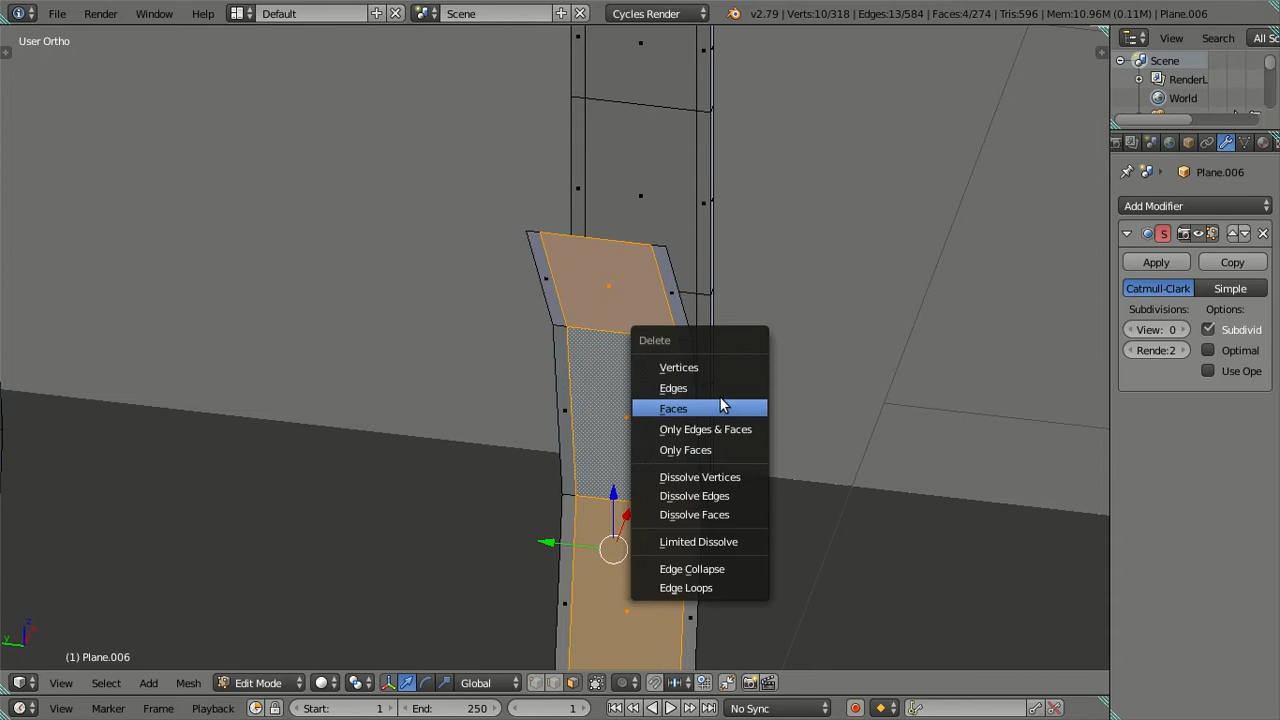 File Render Window Help Default Scene Cycles Render v2.79 | Verts:10/318 | Edges:13/584 | Faces:4/274 | Tris:596 | Mem:10.96M (0.11M) | Plane.006
User Ortho
View Search All Sc
Scene
RenderL
World
Plane.006
Add Modifier
S
Apply Copy
Catmull-Clark Simple
Subdivisions: Options:
View: 0 Subdivid
Rende:2 Optimal
Use Ope
Delete
Vertices
Edges
Faces
Only Edges & Faces
Only Faces
Dissolve Vertices
Dissolve Edges
Dissolve Faces
Limited Dissolve
Edge Collapse
Edge Loops
z
y
(1) Plane.006
View Select Add Mesh Edit Mode Global
View Marker Frame Playback Start: 1 End: 250 1 No Sync